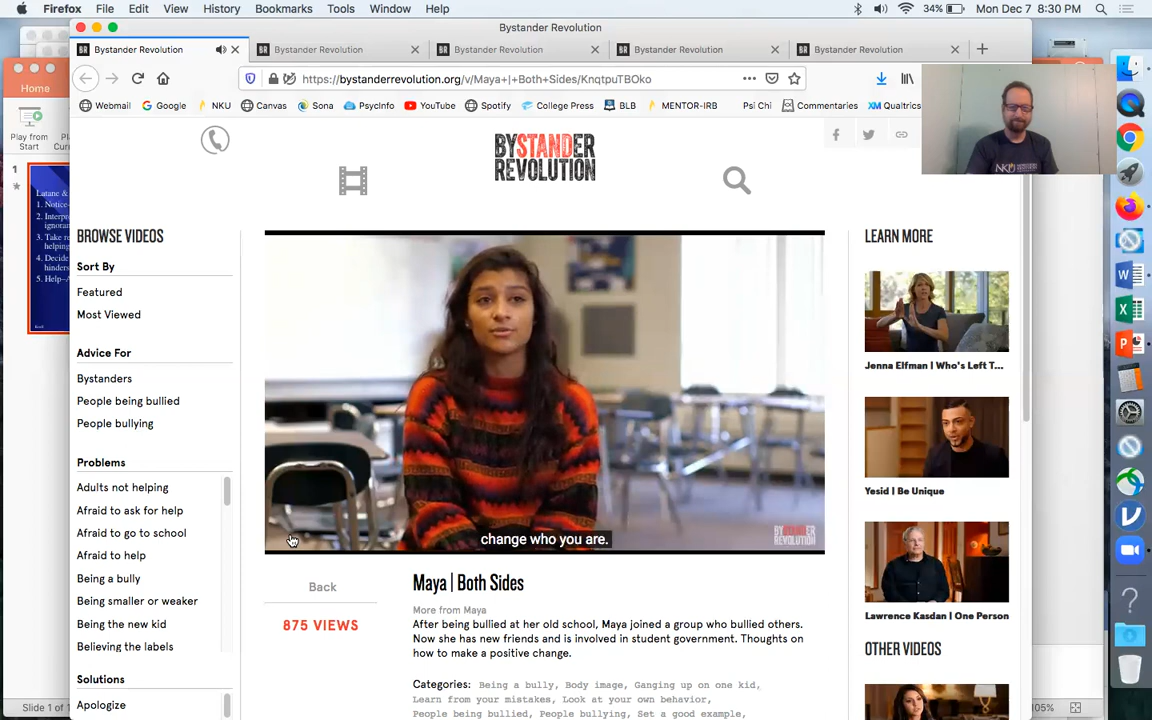 Firefox File Edit View History Bookmarks Tools Window Help 34% Mon Dec 7 8:30 PM
Bystander Revolution
BR Bystander Revolution
BR Bystander Revolution
BR Bystander Revolution
BR Bystander Revolution
BR Bystander Revolution
https://bystanderrevolution.org/v/Maya+|+Both+Sides/KnqtpuTBOko
Webmail Google NKU Canvas Sona PsycInfo YouTube Spotify College Press BLB MENTOR-IRB Psi Chi Commentaries XM Qualtrics
Home
Play from
Start
Slide 1 of 1
105%
BYSTANDER
REVOLUTION
NKU
BROWSE VIDEOS
Sort By
Featured
Most Viewed
Advice For
Bystanders
People being bullied
People bullying
Problems
Adults not helping
Afraid to ask for help
Afraid to go to school
Afraid to help
Being a bully
Being smaller or weaker
Being the new kid
Believing the labels
Solutions
Apologize
change who you are.
BYSTANDER
REVOLUTION
Back
875 VIEWS
Maya | Both Sides
More from Maya
After being bullied at her old school, Maya joined a group who bullied others.
Now she has new friends and is involved in student government. Thoughts on
how to make a positive change.
Categories: Being a bully, Body image, Ganging up on one kid,
Learn from your mistakes, Look at your own behavior,
People being bullied, People bullying, Set a good example,
LEARN MORE
Jenna Elfman | Who's Left T...
Yesid | Be Unique
Lawrence Kasdan | One Person
OTHER VIDEOS